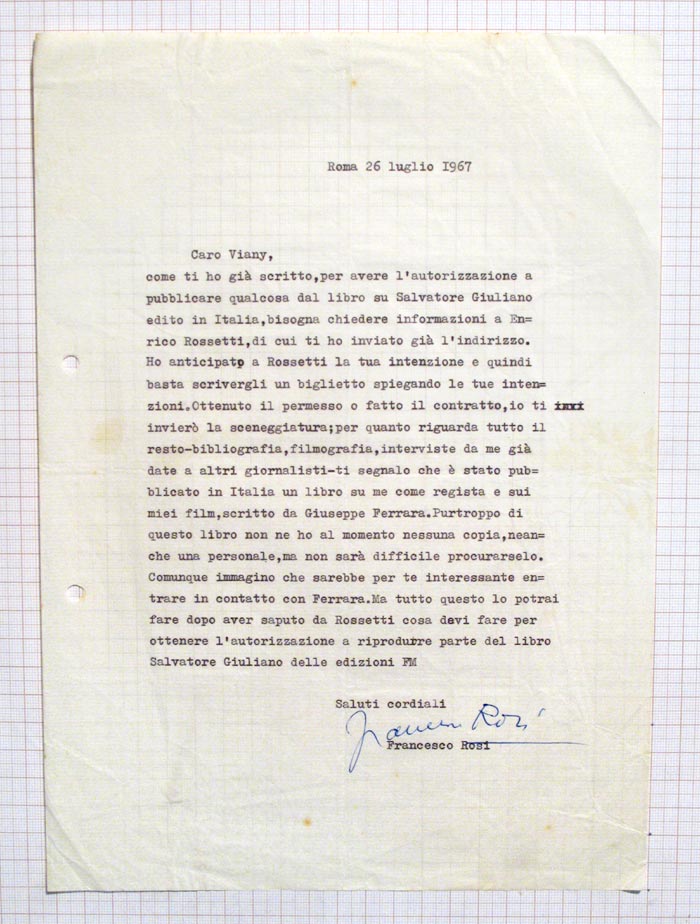 Roma 26 luglio I967
Caro Viany,
come ti ho già scritto,per avere l'autorizzazione a
pubblicare qualcosa dal libro su Salvatore Giuliano
edito in Italia,bisogna chiedere informazioni a En=
rico Rossetti,di cui ti ho inviato già l'indirizzo.
Ho anticipato a Rossetti la tua intenzione e quindi
basta scrivergli un biglietto spiegando le tue inten=
zioni.Ottenuto il permesso o fatto il contratto,io ti
invierò la sceneggiatura;per quanto riguarda tutto il
resto-bibliografia,filmografia,interviste da me già
date a altri giornalisti-ti segnalo che è stato pub=
blicato in Italia un libro su me come regista e sui
miei film,scritto da Giuseppe Ferrara.Purtroppo di
questo libro non ne ho al momento nessuna copia,nean=
che una personale,ma non sarà difficile procurarselo.
Comunque immagino che sarebbe per te interessante en=
trare in contatto con Ferrara.Ma tutto questo lo potrai
fare dopo aver saputo da Rossetti cosa devi fare per
ottenere l'autorizzazione a riprodurre parte del libro
Salvatore Giuliano delle edizioni FM
Saluti cordiali
Francesco Rosi
Francesco Rosi